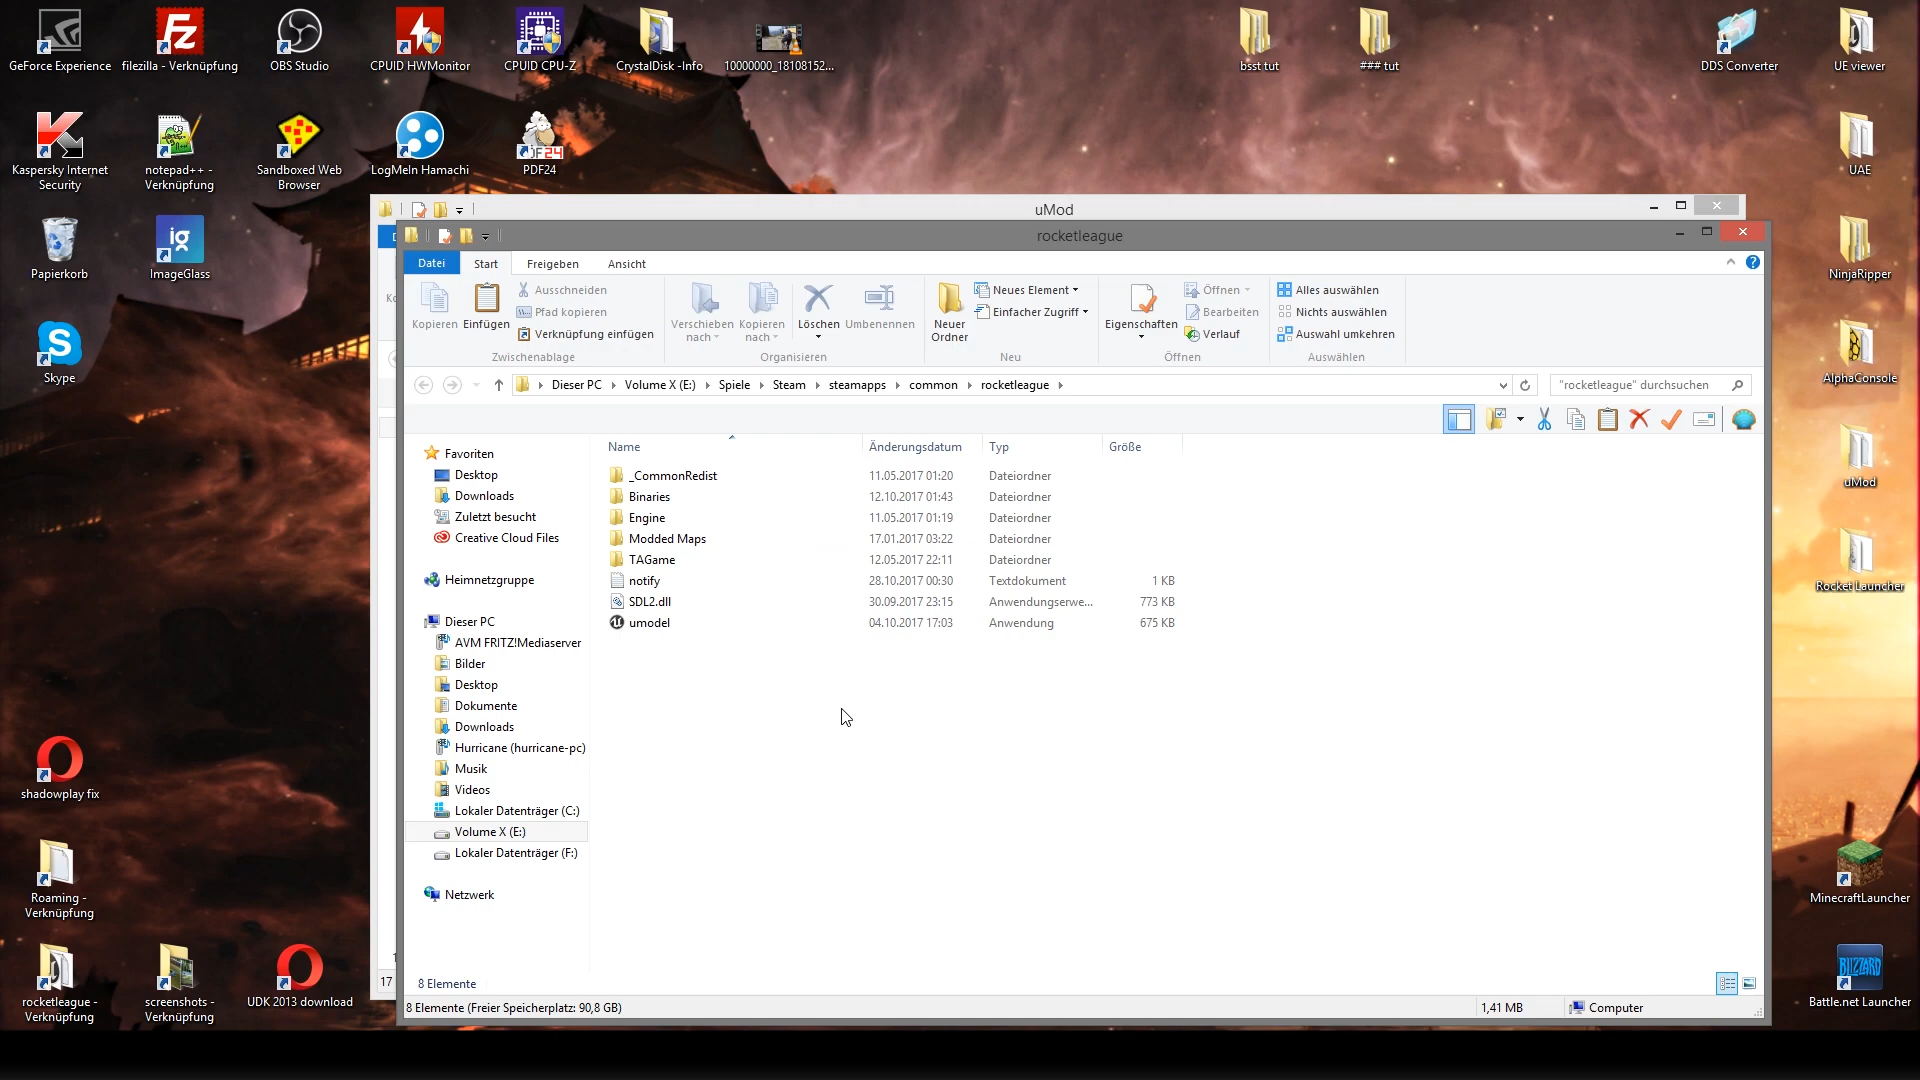 GeForce Experience
filezilla - Verknüpfung
OBS Studio
CPUID HWMonitor
CPUID CPU-Z
CrystalDisk -Info
10000000_18108152...
bsst tut
### tut
DDS Converter
UE viewer
Kaspersky Internet
Security
notepad++ -
Verknüpfung
Sandboxed Web
Browser
LogMeIn Hamachi
PDF24
UAE
Papierkorb
ImageGlass
NinjaRipper
Skype
AlphaConsole
uMod
Rocket Launcher
shadowplay fix
Roaming -
Verknüpfung
MinecraftLauncher
rocketleague -
Verknüpfung
screenshots -
Verknüpfung
UDK 2013 download
BLIZZARD
Battle.net Launcher
uMod
17
rocketleague
Datei
Start
Freigeben
Ansicht
Kopieren
Einfügen
Ausschneiden
Pfad kopieren
Verknüpfung einfügen
Zwischenablage
Verschieben
nach
Kopieren
nach
Löschen
Umbenennen
Organisieren
Neuer
Ordner
Neues Element
Einfacher Zugriff
Neu
Eigenschaften
Öffnen
Bearbeiten
Verlauf
Öffnen
Alles auswählen
Nichts auswählen
Auswahl umkehren
Auswählen
Dieser PC Volume X (E:) Spiele Steam steamapps common rocketleague
"rocketleague" durchsuchen
Favoriten
Desktop
Downloads
Zuletzt besucht
Creative Cloud Files
Heimnetzgruppe
Dieser PC
AVM FRITZ!Mediaserver
Bilder
Desktop
Dokumente
Downloads
Hurricane (hurricane-pc)
Musik
Videos
Lokaler Datenträger (C:)
Volume X (E:)
Lokaler Datenträger (F:)
Netzwerk
Name Änderungsdatum Typ Größe
_CommonRedist 11.05.2017 01:20 Dateiordner
Binaries 12.10.2017 01:43 Dateiordner
Engine 11.05.2017 01:19 Dateiordner
Modded Maps 17.01.2017 03:22 Dateiordner
TAGame 12.05.2017 22:11 Dateiordner
notify 28.10.2017 00:30 Textdokument 1 KB
SDL2.dll 30.09.2017 23:15 Anwendungserwe... 773 KB
umodel 04.10.2017 17:03 Anwendung 675 KB
8 Elemente
8 Elemente (Freier Speicherplatz: 90,8 GB)
1,41 MB
Computer